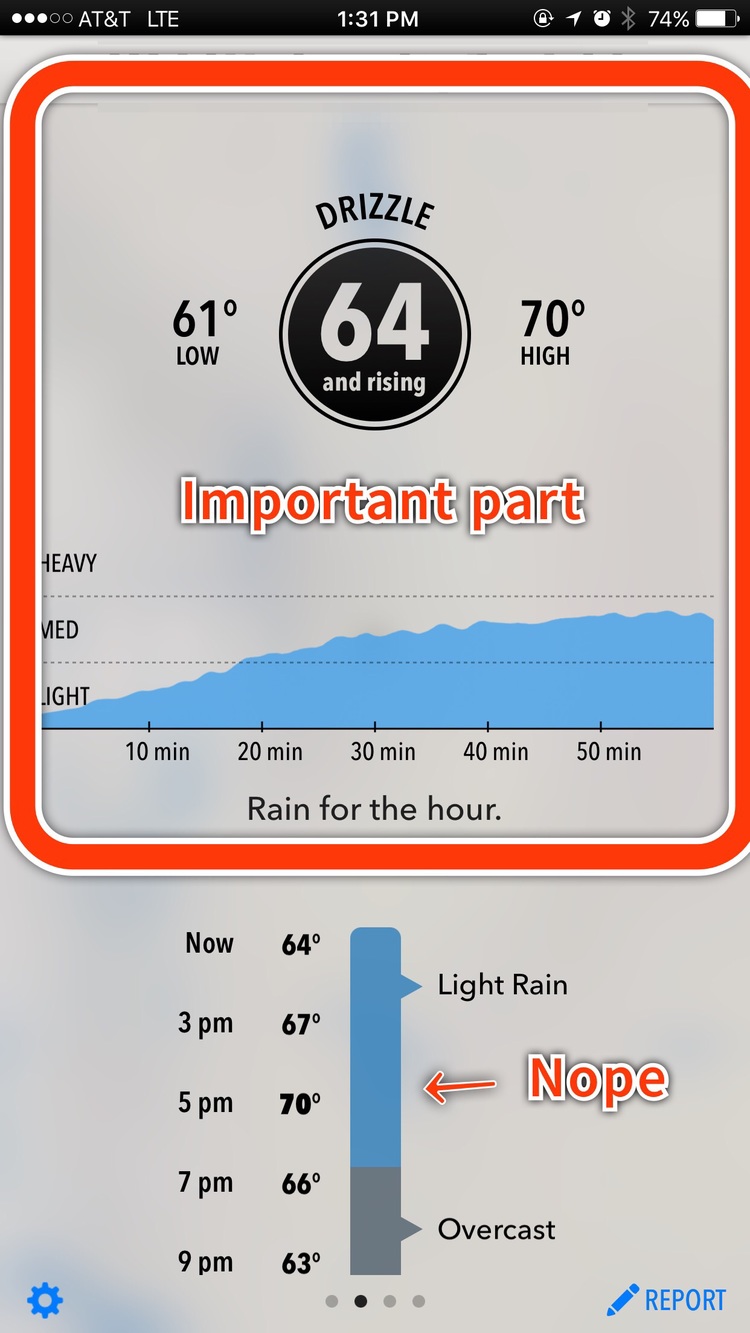 AT&T LTE 1:31 PM 74%
DRIZZLE
61° 64 70°
LOW and rising HIGH
Important part
HEAVY
MED
LIGHT
10 min 20 min 30 min 40 min 50 min
Rain for the hour.
Now 64°
Light Rain
3 pm 67°
Nope
5 pm 70°
7 pm 66°
Overcast
9 pm 63°
REPORT